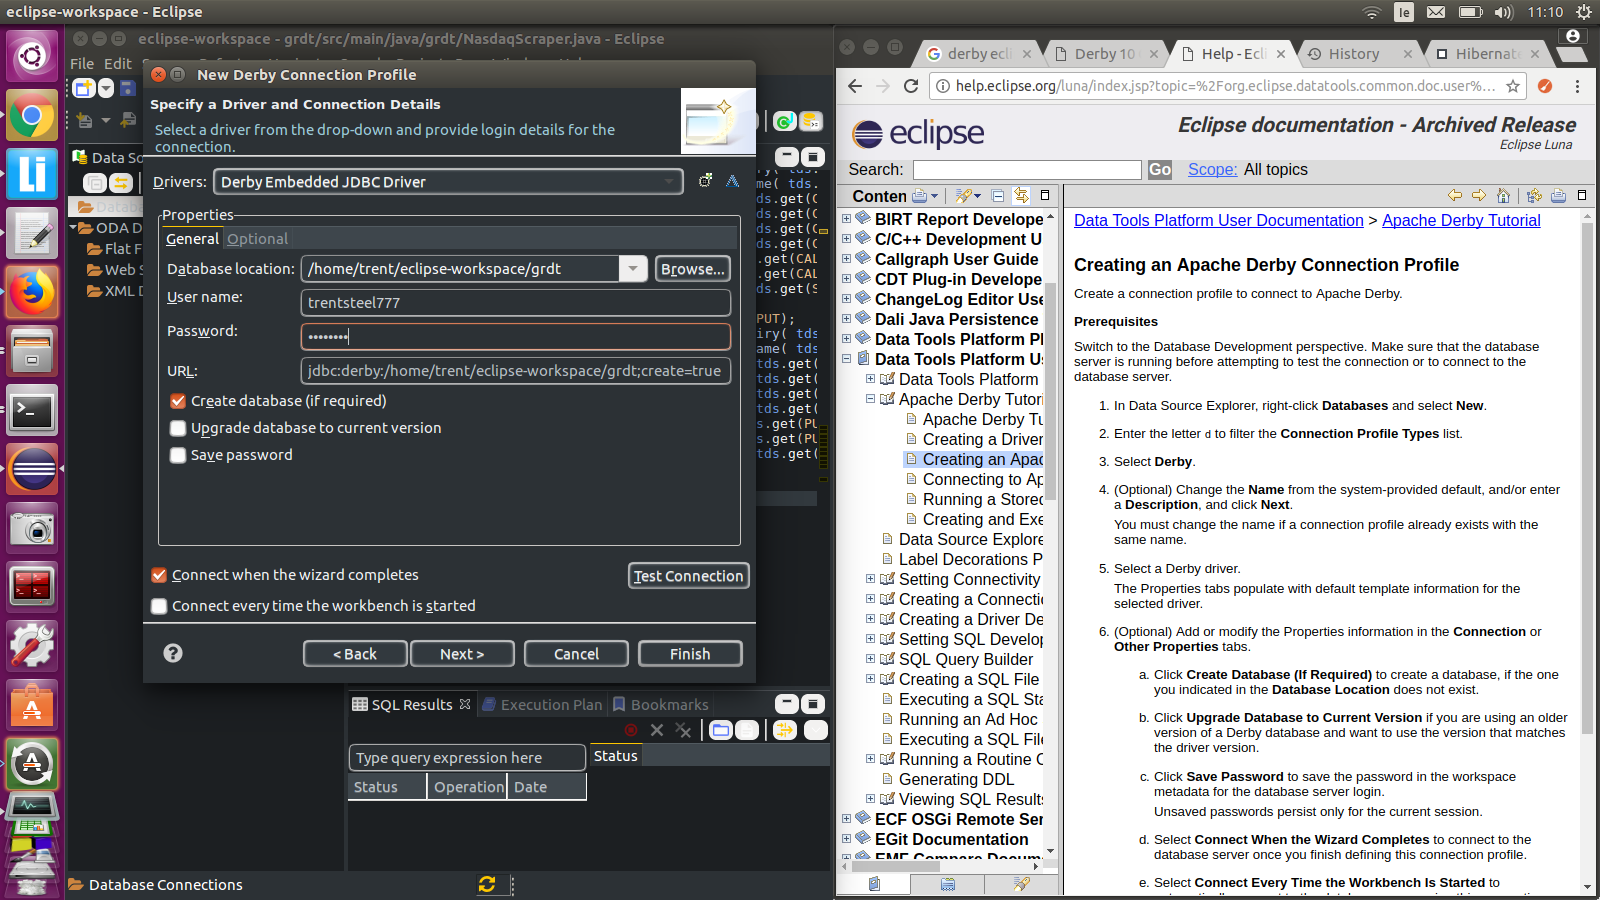 eclipse-workspace - Eclipse
Ie
11:10
eclipse-workspace - grdt/src/main/java/grdt/NasdaqScraper.java - Eclipse
File Edit
New Derby Connection Profile
Specify a Driver and Connection Details
Select a driver from the drop-down and provide login details for the
connection.
Drivers: Derby Embedded JDBC Driver
Properties
General Optional
Database location: /home/trent/eclipse-workspace/grdt Browse...
User name: trentsteel777
Password: ••••••••
URL: jdbc:derby:/home/trent/eclipse-workspace/grdt;create=true
Create database (if required)
Upgrade database to current version
Save password
Connect when the wizard completes
Test Connection
Connect every time the workbench is started
< Back Next > Cancel Finish
Data So
Databas
ODA D
Flat F
Web S
XML D
SQL Results Execution Plan Bookmarks
Type query expression here
Status
Status Operation Date
Database Connections
derby ecl
Derby 10
Help - Ecli
History
Hibernate
help.eclipse.org/luna/index.jsp?topic=%2Forg.eclipse.datatools.common.doc.user%...
eclipse
Eclipse documentation - Archived Release
Eclipse Luna
Search: Go Scope: All topics
Conten
BIRT Report Develope
C/C++ Development U
Callgraph User Guide
CDT Plug-in Develope
ChangeLog Editor Use
Dali Java Persistence
Data Tools Platform Pl
Data Tools Platform Us
Data Tools Platform
Apache Derby Tutori
Apache Derby Tu
Creating a Driver
Creating an Apac
Connecting to Ap
Running a Stored
Creating and Exe
Data Source Explore
Label Decorations P
Setting Connectivity
Creating a Connectio
Creating a Driver De
Setting SQL Develop
SQL Query Builder
Creating a SQL File
Executing a SQL Sta
Running an Ad Hoc
Executing a SQL File
Running a Routine O
Generating DDL
Viewing SQL Results
ECF OSGi Remote Ser
EGit Documentation
EMF Compare Docum
Data Tools Platform User Documentation > Apache Derby Tutorial
Creating an Apache Derby Connection Profile
Create a connection profile to connect to Apache Derby.
Prerequisites
Switch to the Database Development perspective. Make sure that the database
server is running before attempting to test the connection or to connect to the
database server.
1. In Data Source Explorer, right-click Databases and select New.
2. Enter the letter d to filter the Connection Profile Types list.
3. Select Derby.
4. (Optional) Change the Name from the system-provided default, and/or enter
a Description, and click Next.
You must change the name if a connection profile already exists with the
same name.
5. Select a Derby driver.
The Properties tabs populate with default template information for the
selected driver.
6. (Optional) Add or modify the Properties information in the Connection or
Other Properties tabs.
a. Click Create Database (If Required) to create a database, if the one
you indicated in the Database Location does not exist.
b. Click Upgrade Database to Current Version if you are using an older
version of a Derby database and want to use the version that matches
the driver version.
c. Click Save Password to save the password in the workspace
metadata for the database server login.
Unsaved passwords persist only for the current session.
d. Select Connect When the Wizard Completes to connect to the
database server once you finish defining this connection profile.
e. Select Connect Every Time the Workbench Is Started to